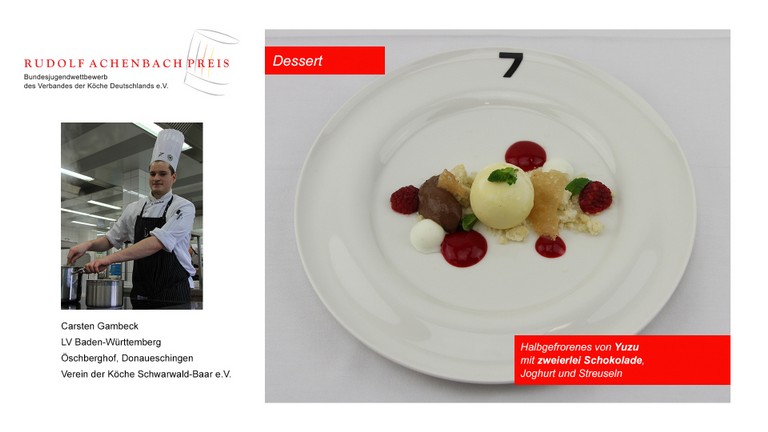 RUDOLF ACHENBACH PREIS
Bundesjugendwettbewerb
des Verbandes der Köche Deutschlands e.V.
Carsten Gambeck
LV Baden-Württemberg
Öschberghof, Donaueschingen
Verein der Köche Schwarwald-Baar e.V.
Dessert
7
Halbgefrorenes von Yuzu
mit zweierlei Schokolade,
Joghurt und Streuseln